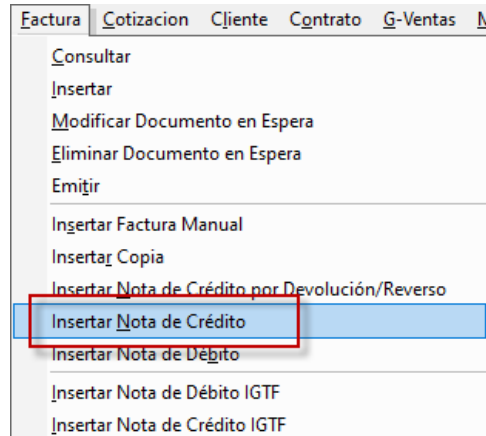 Factura Cotizacion Cliente Contrato G-Ventas
Consultar
Insertar
Modificar Documento en Espera
Eliminar Documento en Espera
Emitir
Insertar Factura Manual
Insertar Copia
Insertar Nota de Crédito por Devolución/Reverso
Insertar Nota de Crédito
Insertar Nota de Débito
Insertar Nota de Débito IGTF
Insertar Nota de Crédito IGTF